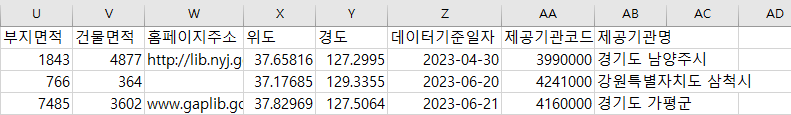 U V W X Y Z AA AB AC AD
부지면적 건물면적 홈페이지주소 위도 경도 데이터기준일자 제공기관코드 제공기관명
1843 4877 http://lib.nyj.g 37.65816 127.2995 2023-04-30 3990000 경기도 남양주시
766 364 37.17685 129.3355 2023-06-20 4241000 강원특별자치도 삼척시
7485 3602 www.gaplib.gc 37.82969 127.5064 2023-06-21 4160000 경기도 가평군